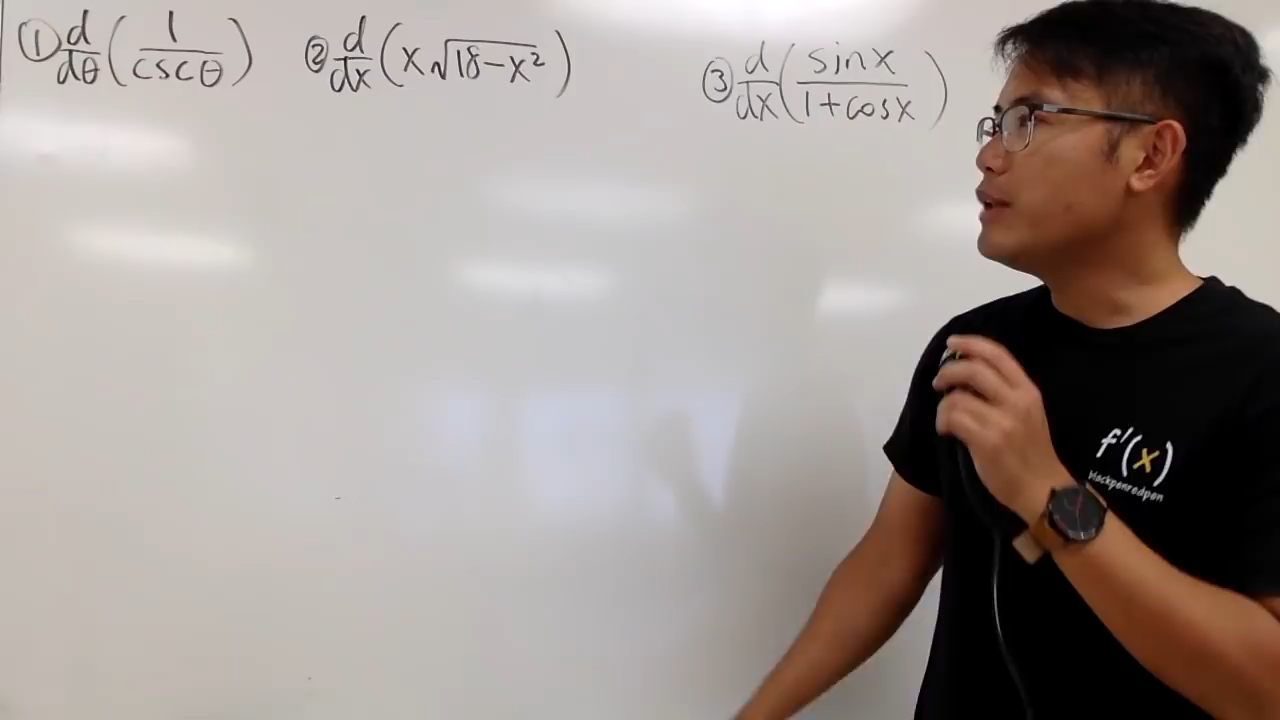 ① d/dθ (1/cscθ)
② d/dx (x√(18-x²))
③ d/dx (sinx/(1+cosx))
f'(x)
blackpenredpen